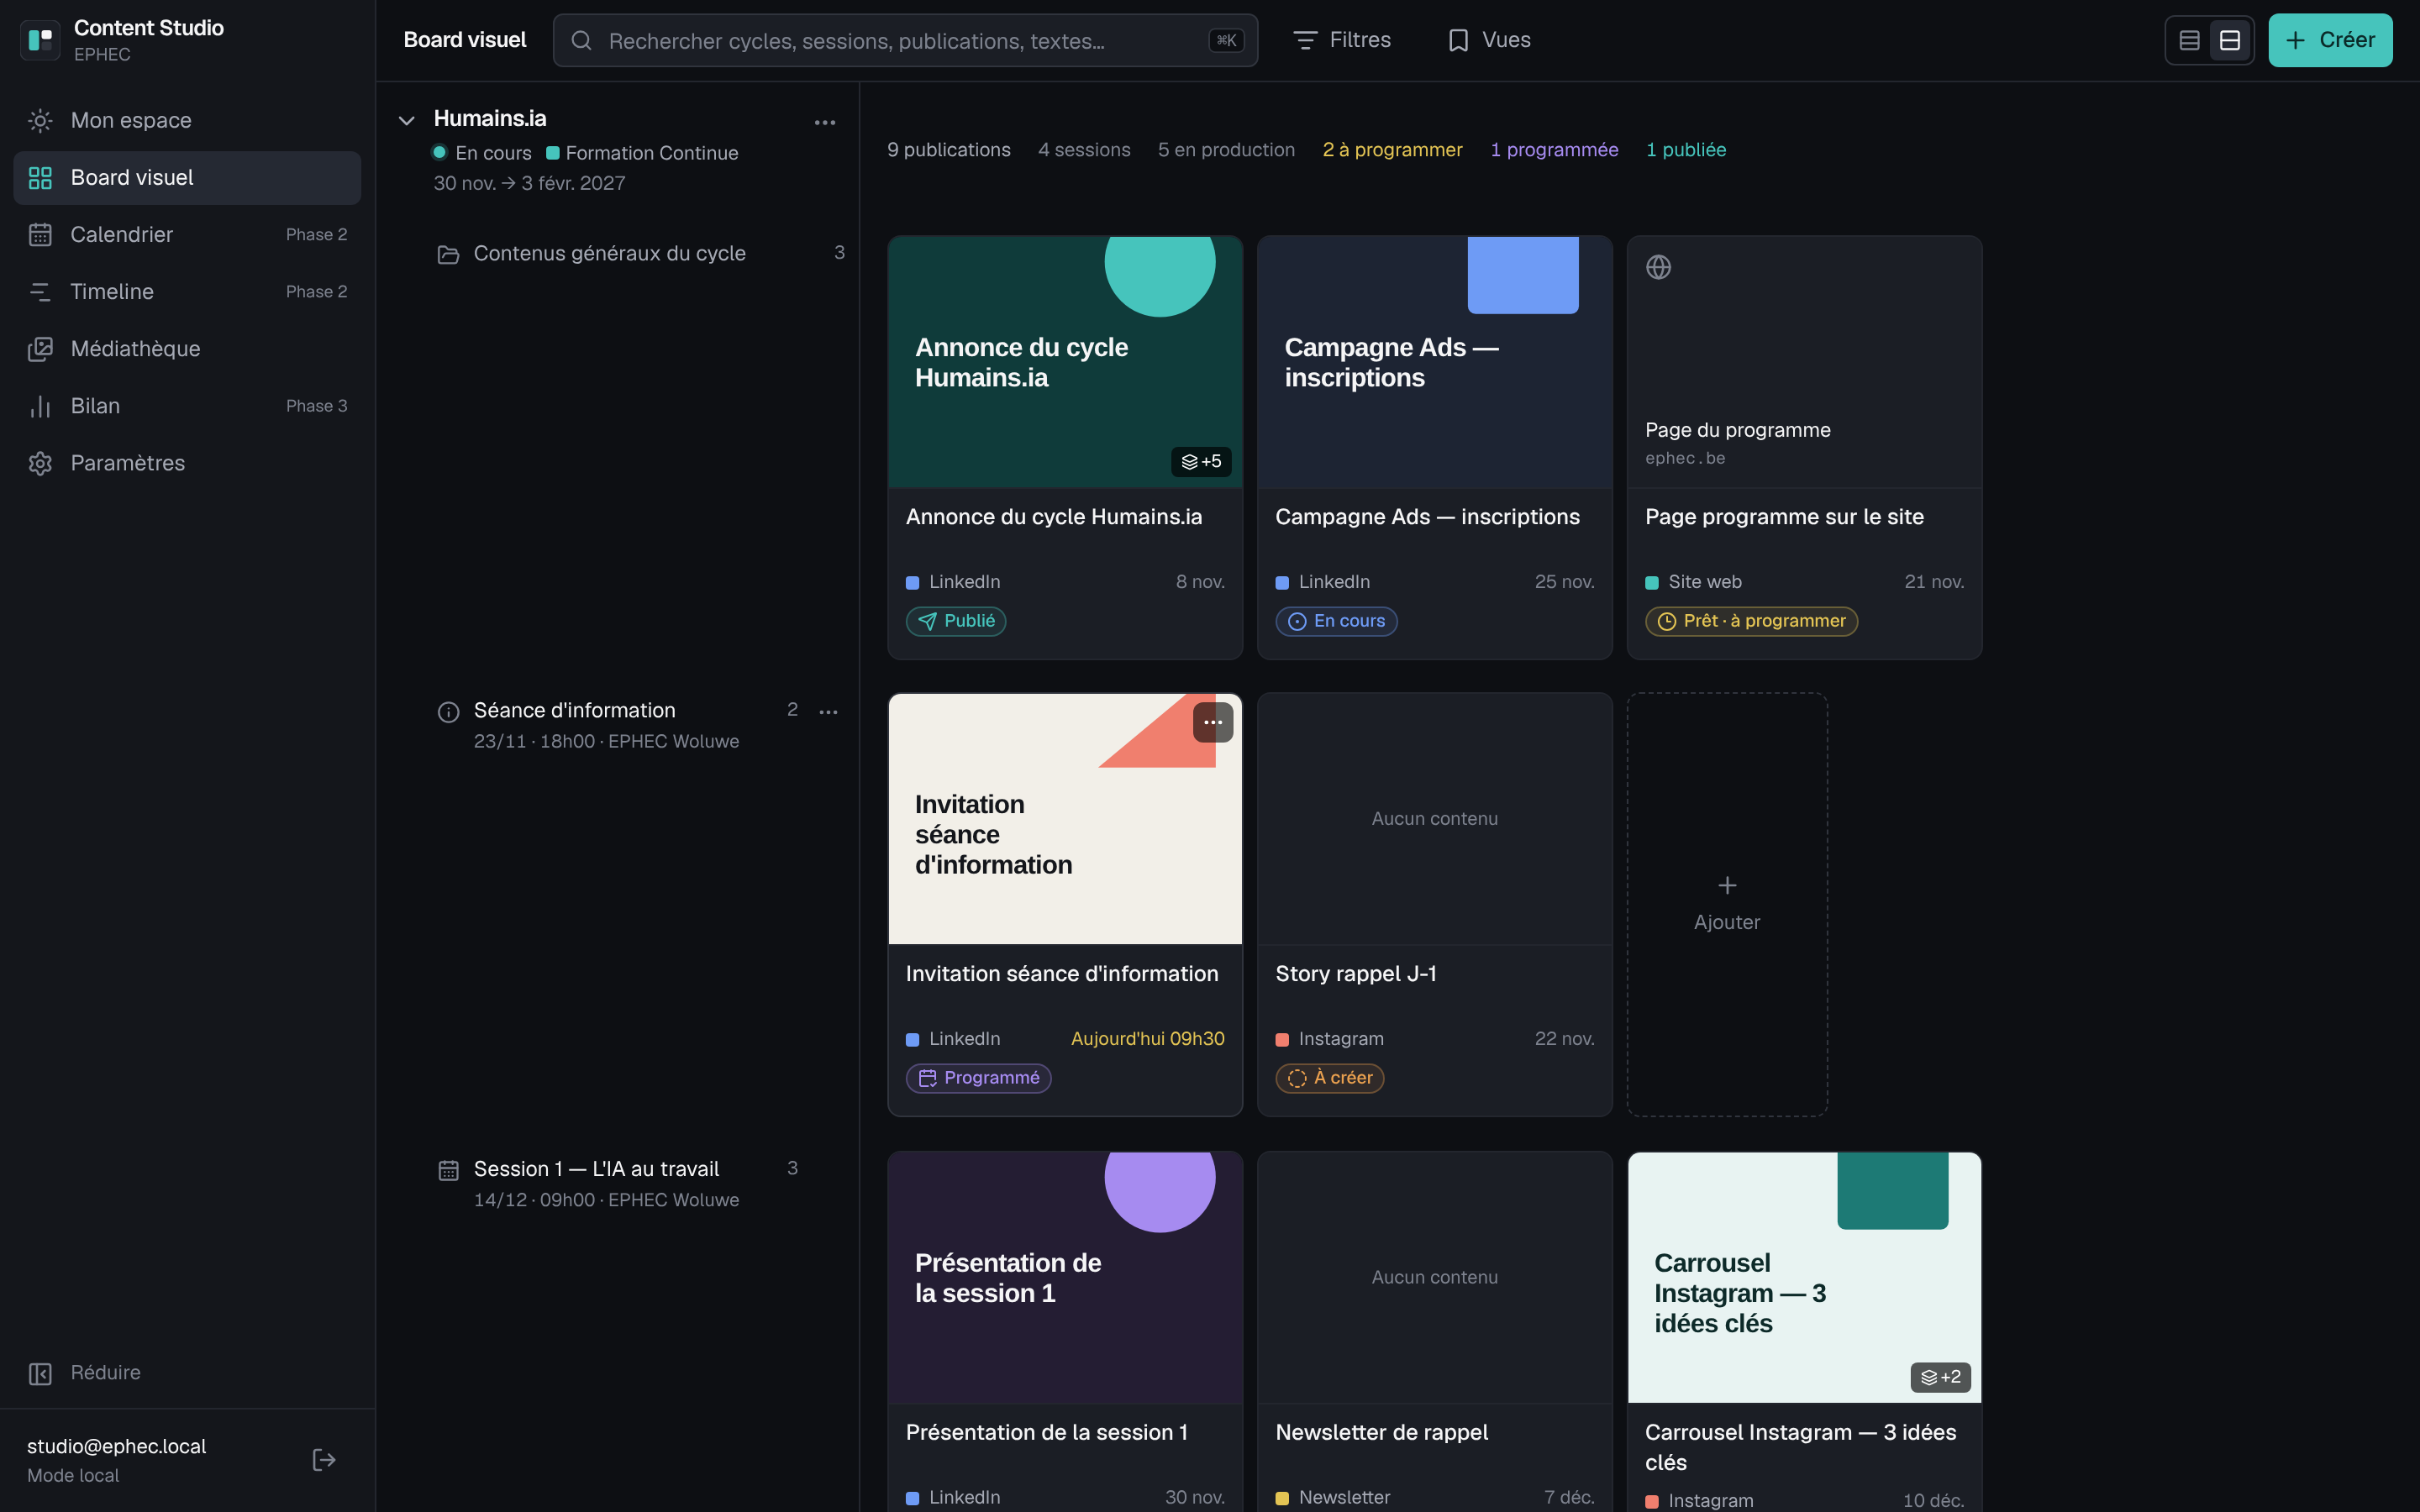 Content Studio
EPHEC
Mon espace
Board visuel
Calendrier Phase 2
Timeline Phase 2
Médiathèque
Bilan Phase 3
Paramètres
Réduire
studio@ephec.local
Mode local
Board visuel
Rechercher cycles, sessions, publications, textes...
⌘K
Filtres
Vues
+ Créer
Humains.ia
En cours Formation Continue
30 nov. → 3 févr. 2027
9 publications 4 sessions 5 en production 2 à programmer 1 programmée 1 publiée
Contenus généraux du cycle 3
Annonce du cycle
Humains.ia
+5
Annonce du cycle Humains.ia
LinkedIn 8 nov.
Publié
Campagne Ads —
inscriptions
Campagne Ads — inscriptions
LinkedIn 25 nov.
En cours
Page du programme
ephec.be
Page programme sur le site
Site web 21 nov.
Prêt · à programmer
Séance d'information 2
23/11 · 18h00 · EPHEC Woluwe
Invitation
séance
d'information
Invitation séance d'information
LinkedIn Aujourd'hui 09h30
Programmé
Aucun contenu
Story rappel J-1
Instagram 22 nov.
À créer
+
Ajouter
Session 1 — L'IA au travail 3
14/12 · 09h00 · EPHEC Woluwe
Présentation de
la session 1
Présentation de la session 1
LinkedIn 30 nov.
Aucun contenu
Newsletter de rappel
Newsletter 7 déc.
Carrousel
Instagram — 3
idées clés
+2
Carrousel Instagram — 3 idées
clés
Instagram 10 déc.